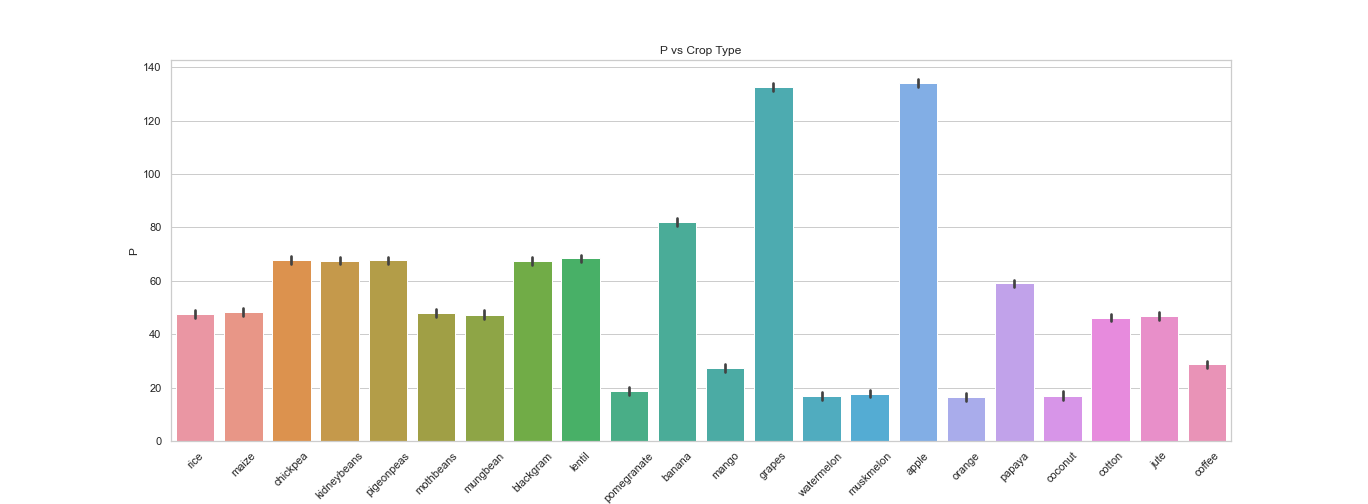 P vs Crop Type
140
120
100
80
60
40
20
0
P
rice
maize
chickpea
kidneybeans
pigeonpeas
mothbeans
mungbean
blackgram
lentil
pomegranate
banana
mango
grapes
watermelon
muskmelon
apple
orange
papaya
coconut
cotton
jute
coffee